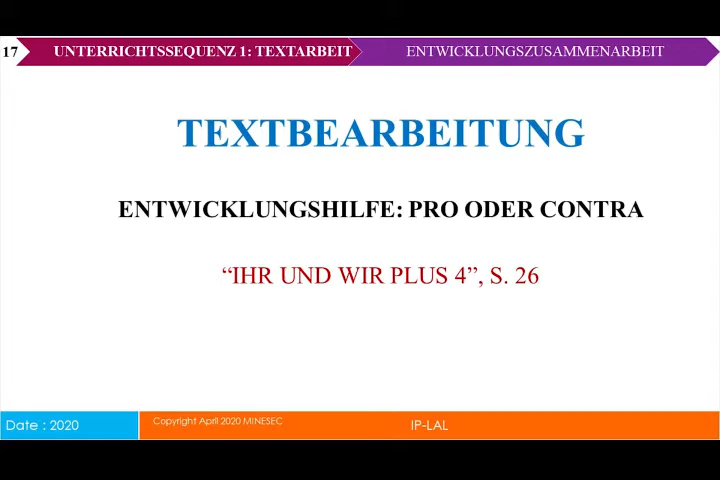 17
UNTERRICHTSSEQUENZ 1: TEXTARBEIT
ENTWICKLUNGSZUSAMMENARBEIT
TEXTBEARBEITUNG
ENTWICKLUNGSHILFE: PRO ODER CONTRA
“IHR UND WIR PLUS 4”, S. 26
Date : 2020
Copyright April 2020 MINESEC
IP-LAL